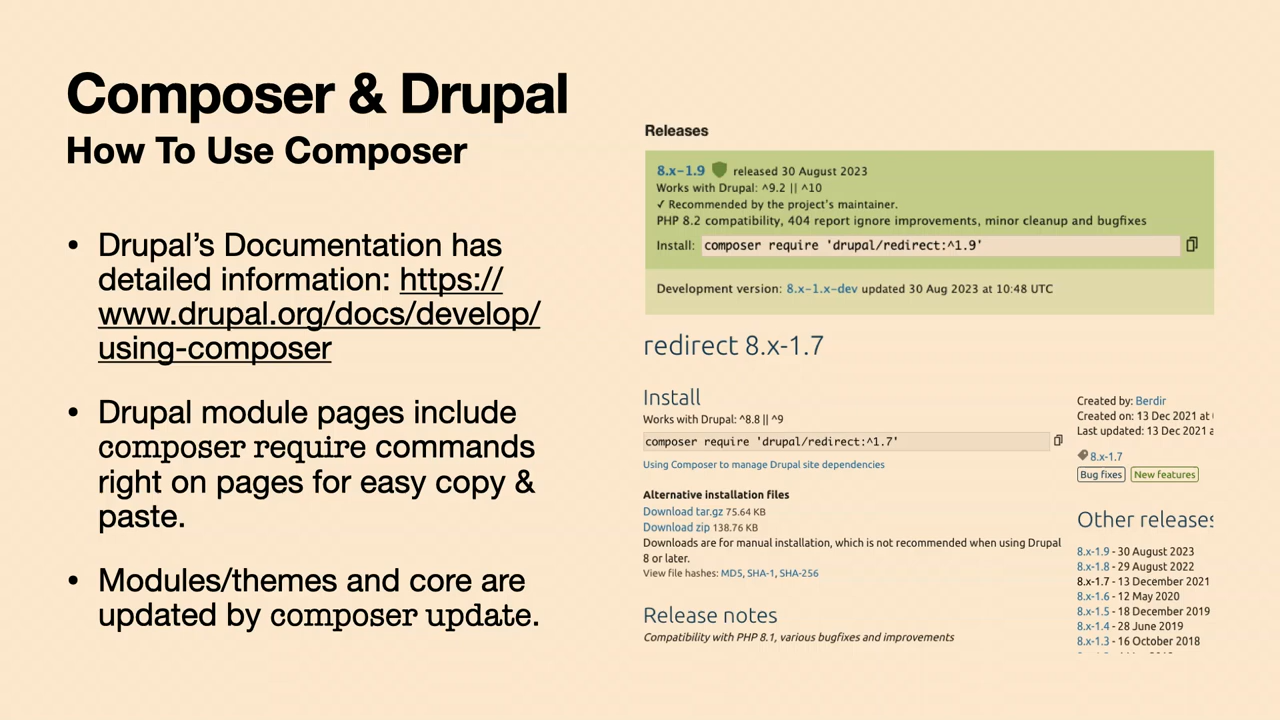 Composer & Drupal
How To Use Composer
• Drupal's Documentation has
detailed information: https://
www.drupal.org/docs/develop/
using-composer
• Drupal module pages include
composer require commands
right on pages for easy copy &
paste.
• Modules/themes and core are
updated by composer update.
Releases
8.x-1.9 released 30 August 2023
Works with Drupal: ^9.2 || ^10
✓ Recommended by the project's maintainer.
PHP 8.2 compatibility, 404 report ignore improvements, minor cleanup and bugfixes
Install: composer require 'drupal/redirect:^1.9'
Development version: 8.x-1.x-dev updated 30 Aug 2023 at 10:48 UTC
redirect 8.x-1.7
Install
Works with Drupal: ^8.8 || ^9
composer require 'drupal/redirect:^1.7'
Using Composer to manage Drupal site dependencies
Alternative installation files
Download tar.gz 75.64 KB
Download zip 138.76 KB
Downloads are for manual installation, which is not recommended when using Drupal
8 or later.
View file hashes: MD5, SHA-1, SHA-256
Release notes
Compatibility with PHP 8.1, various bugfixes and improvements
Created by: Berdir
Created on: 13 Dec 2021 at
Last updated: 13 Dec 2021
8.x-1.7
Bug fixes New features
Other releases
8.x-1.9 - 30 August 2023
8.x-1.8 - 29 August 2022
8.x-1.7 - 13 December 2021
8.x-1.6 - 12 May 2020
8.x-1.5 - 18 December 2019
8.x-1.4 - 28 June 2019
8.x-1.3 - 16 October 2018